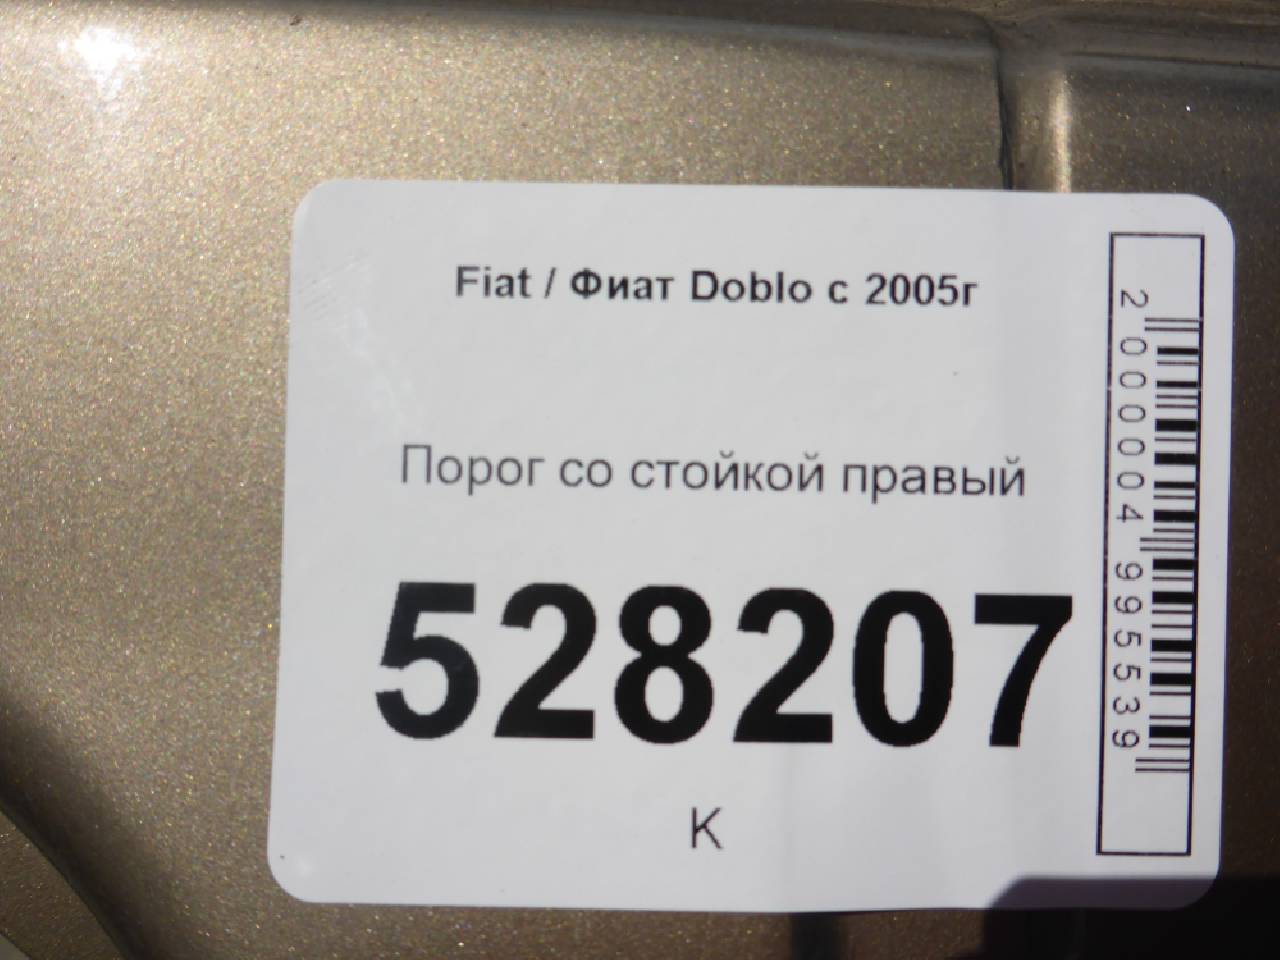 Fiat / Фиат Doblo с 2005г
Порог со стойкой правый
528207
К
2000004995539